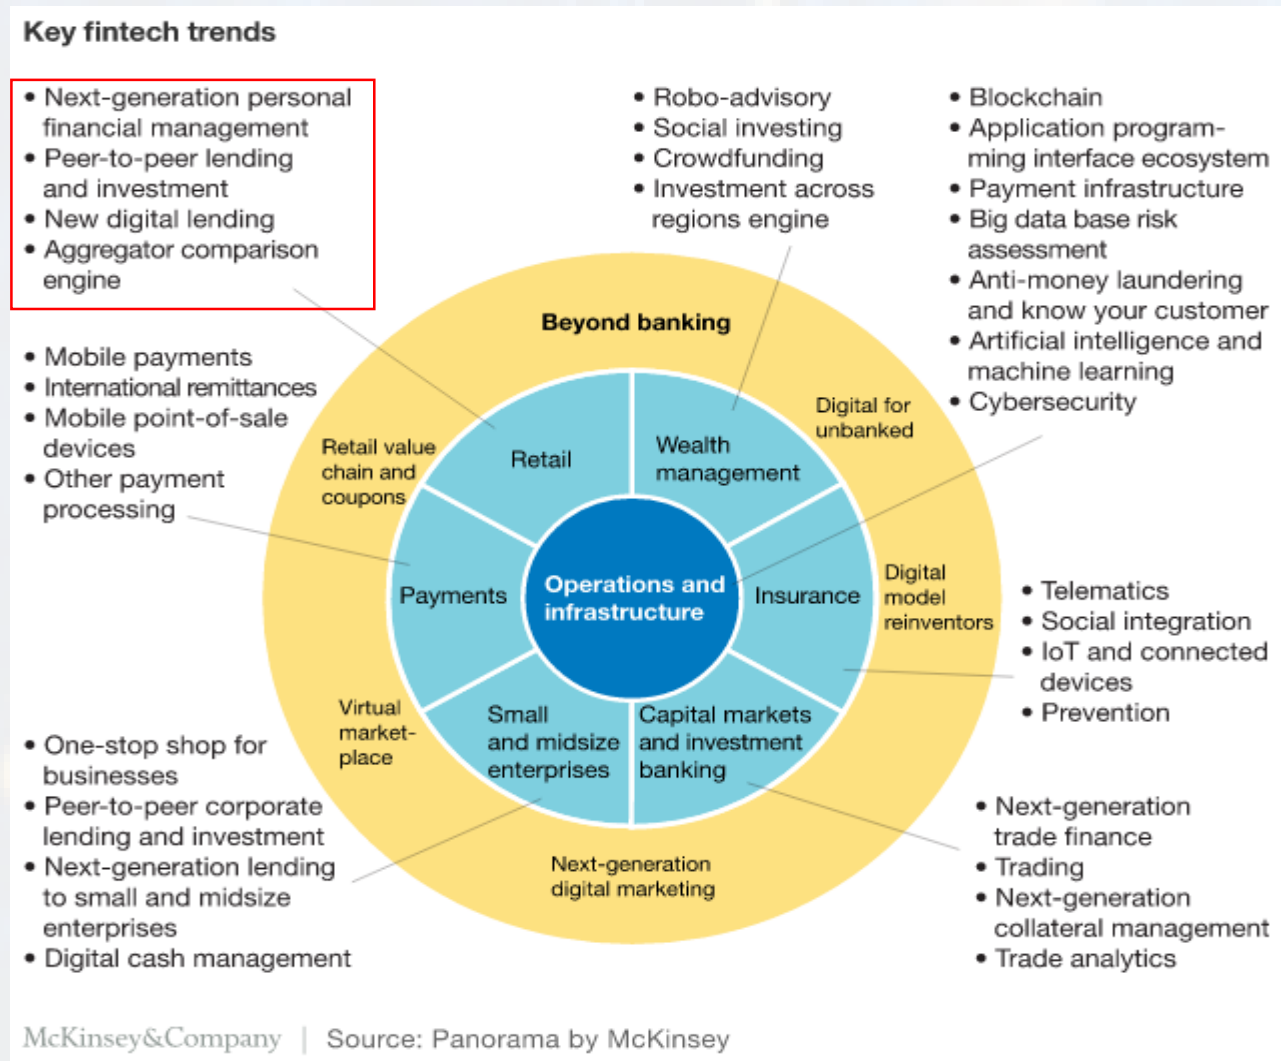 Key fintech trends
• Next-generation personal
financial management
• Peer-to-peer lending
and investment
• New digital lending
• Aggregator comparison
engine
• Robo-advisory
• Social investing
• Crowdfunding
• Investment across
regions engine
• Blockchain
• Application program-
ming interface ecosystem
• Payment infrastructure
• Big data base risk
assessment
• Anti-money laundering
and know your customer
• Artificial intelligence and
machine learning
• Cybersecurity
• Mobile payments
• International remittances
• Mobile point-of-sale
devices
• Other payment
processing
Beyond banking
Retail value
chain and
coupons
Retail
Wealth
management
Digital for
unbanked
Payments
Operations and
infrastructure
Insurance
Digital
model
reinventors
• Telematics
• Social integration
• IoT and connected
devices
• Prevention
Virtual
market-
place
Small
and midsize
enterprises
Capital markets
and investment
banking
• One-stop shop for
businesses
• Peer-to-peer corporate
lending and investment
• Next-generation lending
to small and midsize
enterprises
• Digital cash management
Next-generation
digital marketing
• Next-generation
trade finance
• Trading
• Next-generation
collateral management
• Trade analytics
McKinsey&Company | Source: Panorama by McKinsey